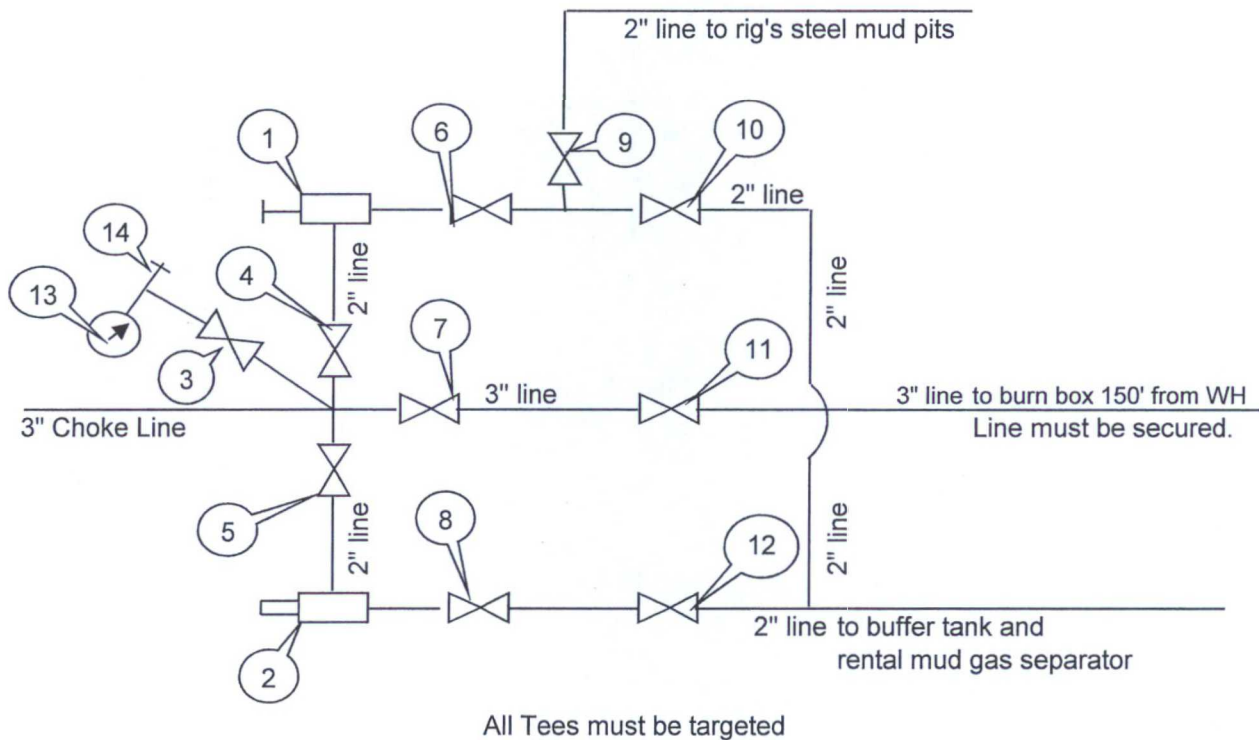 2" line to rig's steel mud pits
1
6
9
10
2" line
14
13
4
2" line
3
7
3" line
11
2" line
3" Choke Line
3" line to burn box 150' from WH
Line must be secured.
5
2" line
8
12
2" line
2
2" line to buffer tank and
rental mud gas separator
All Tees must be targeted